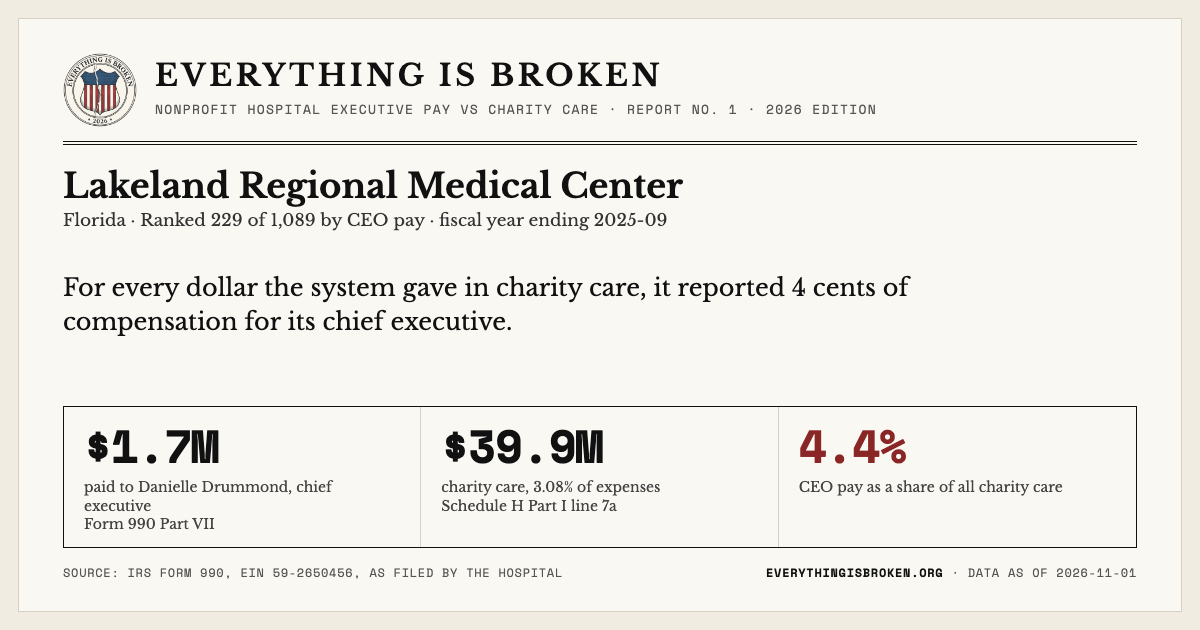 EVERYTHING IS BROKEN
2026
EVERYTHING IS BROKEN
NONPROFIT HOSPITAL EXECUTIVE PAY VS CHARITY CARE · REPORT NO. 1 · 2026 EDITION
Lakeland Regional Medical Center
Florida · Ranked 229 of 1,089 by CEO pay · fiscal year ending 2025-09
For every dollar the system gave in charity care, it reported 4 cents of
compensation for its chief executive.
$1.7M
paid to Danielle Drummond, chief
executive
Form 990 Part VII
$39.9M
charity care, 3.08% of expenses
Schedule H Part I line 7a
4.4%
CEO pay as a share of all charity care
SOURCE: IRS FORM 990, EIN 59-2650456, AS FILED BY THE HOSPITAL
EVERYTHINGISBROKEN.ORG · DATA AS OF 2026-11-01